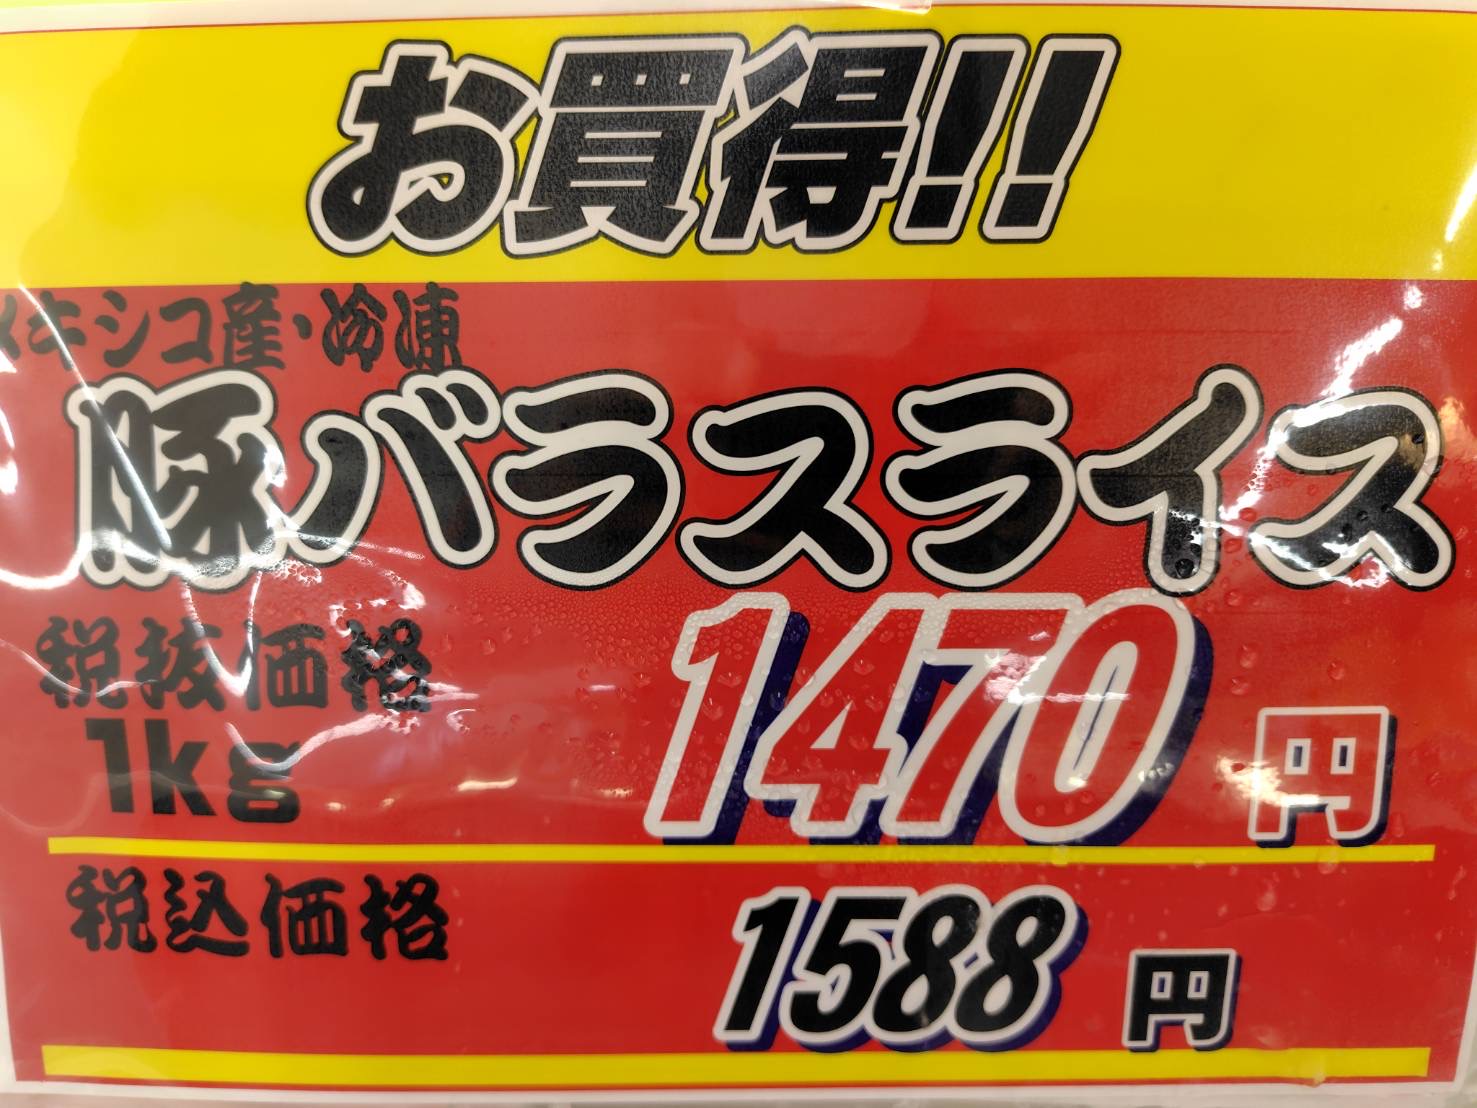 お買得!!
メキシコ産・冷凍
豚バラスライス
税抜価格
1kg
1470円
税込価格
1588円